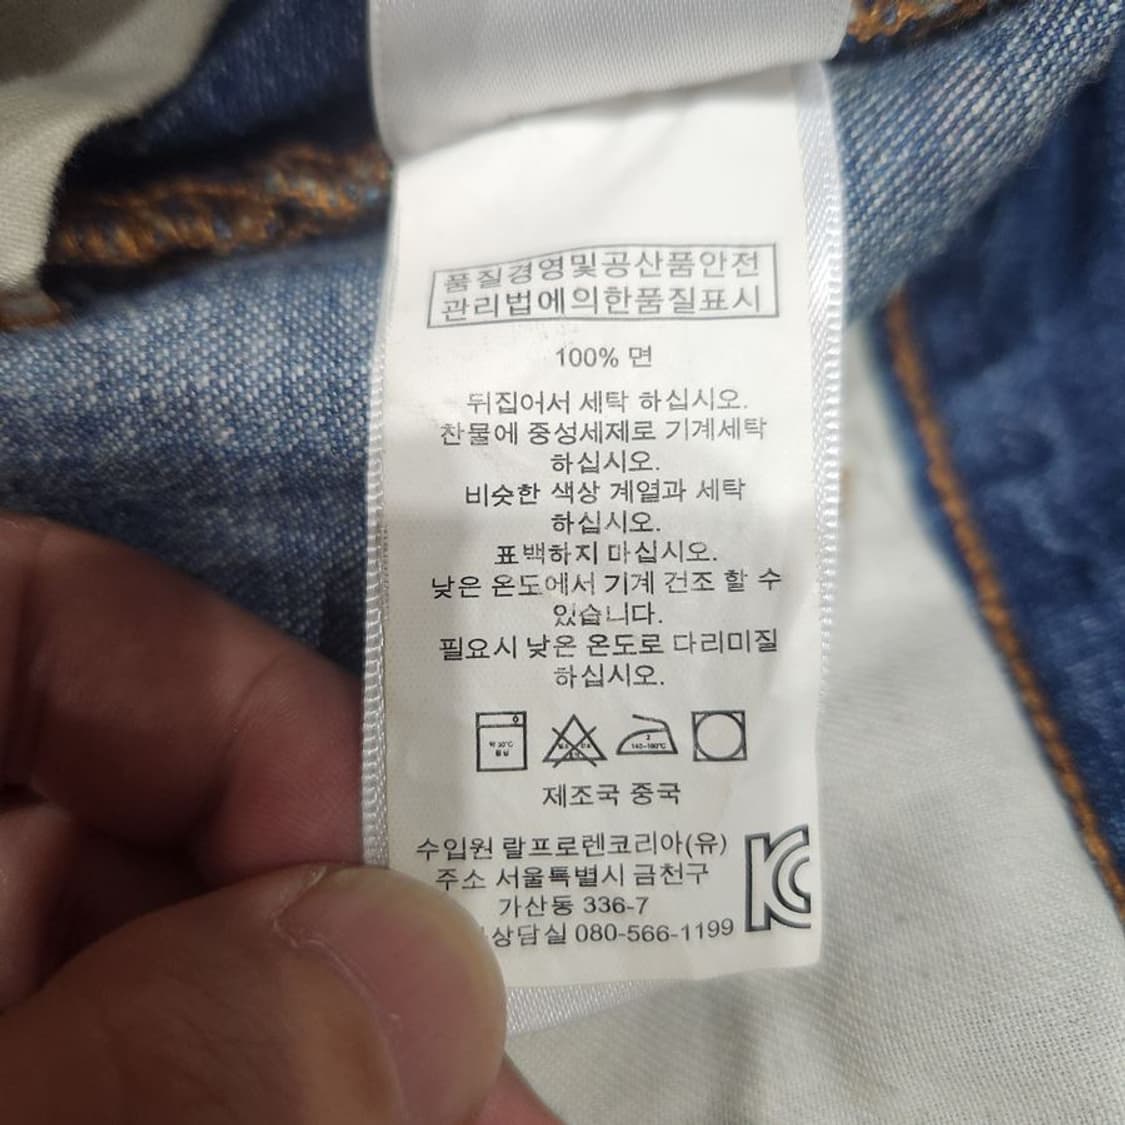 품질경영및공산품안전
관리법에의한품질표시
100% 면
뒤집어서 세탁 하십시오.
찬물에 중성세제로 기계세탁
하십시오.
비슷한 색상 계열과 세탁
하십시오.
표백하지 마십시오.
낮은 온도에서 기계 건조 할 수
있습니다.
필요시 낮은 온도로 다리미질
하십시오.
약 30℃
2
140~160℃
제조국 중국
수입원 랄프로렌코리아(유)
주소 서울특별시 금천구
가산동 336-7
상담실 080-566-1199